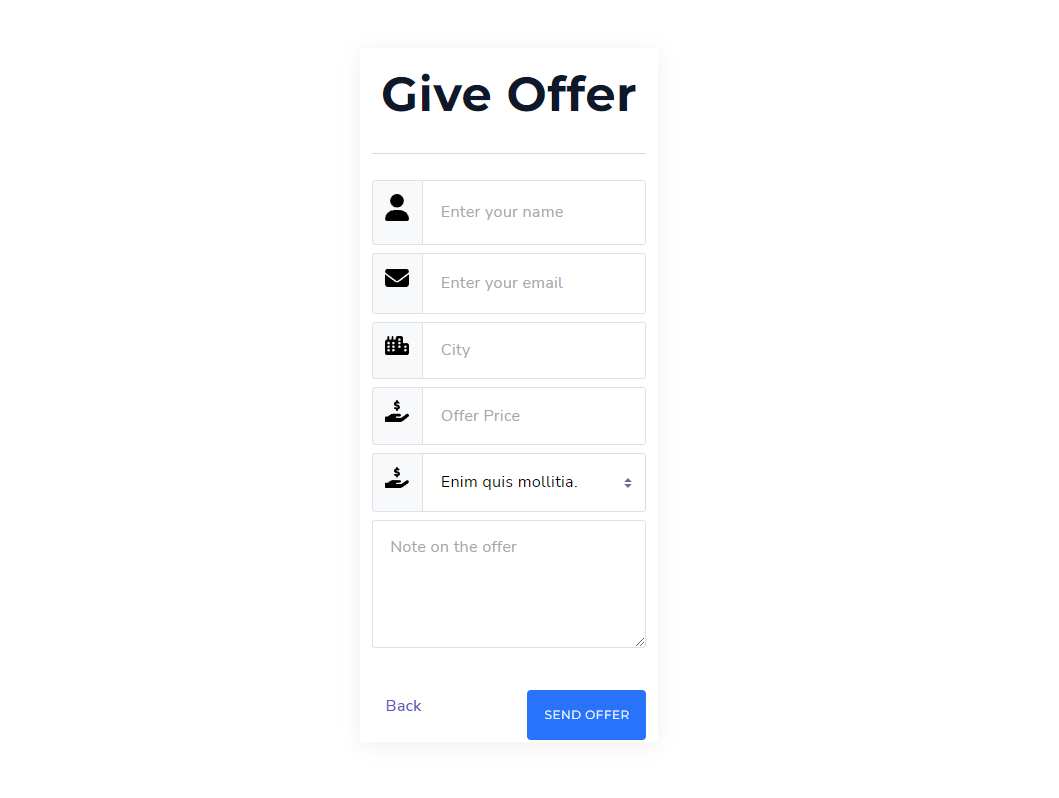 Give Offer
Enter your name
Enter your email
City
Offer Price
Enim quis mollitia.
Note on the offer
Back
SEND OFFER